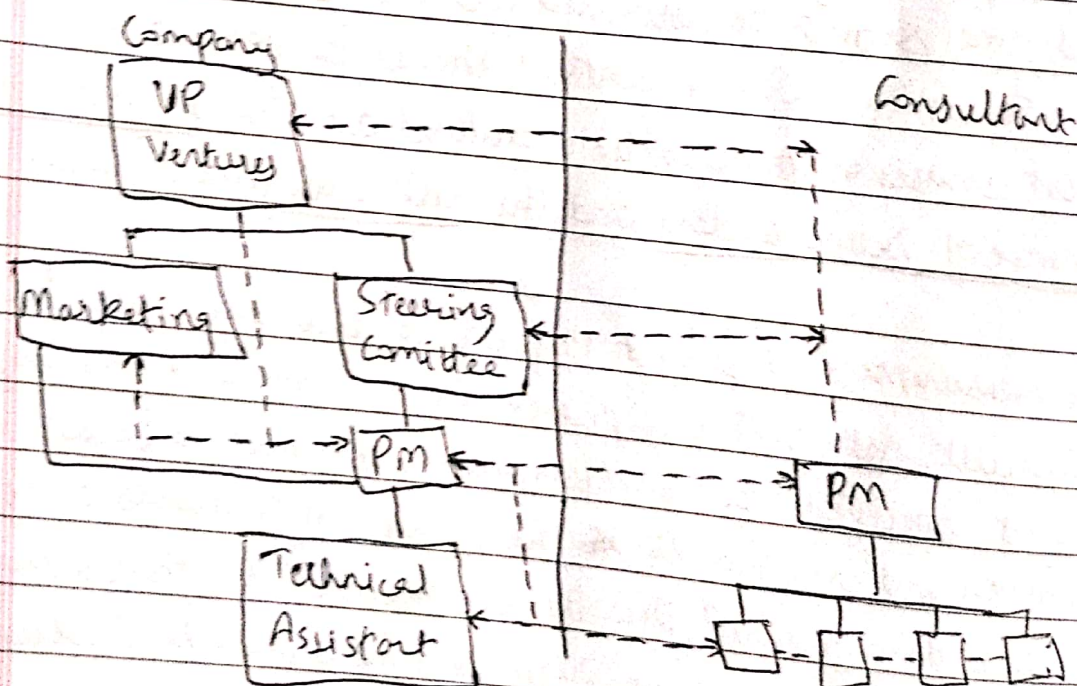 Company
VP
Ventures
Consultant
Marketing
Steering
Comittee
PM
PM
Technical
Assistant